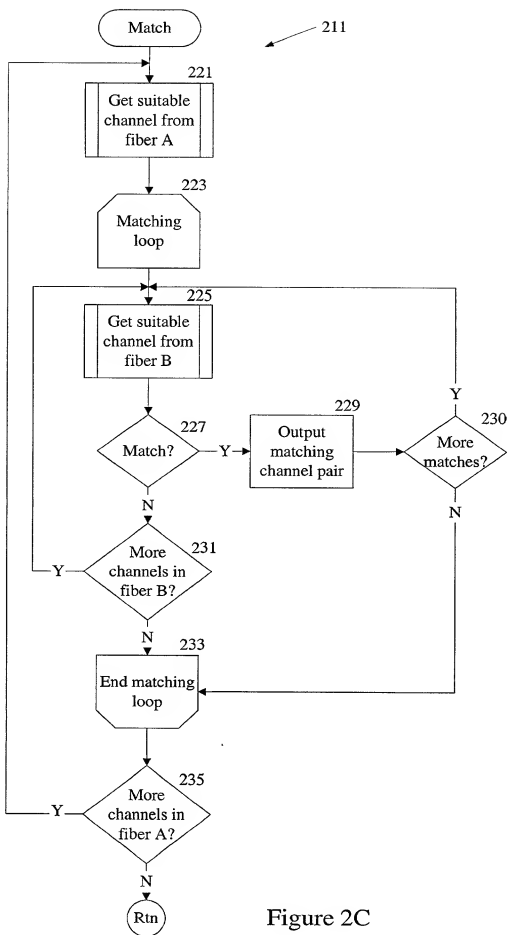 Match
211
221
Get suitable
channel from
fiber A
223
Matching
loop
225
Get suitable
channel from
fiber B
227
Match?
Y
229
Output
matching
channel pair
Y
230
More
matches?
N
N
231
More
channels in
fiber B?
Y
N
233
End matching
loop
235
More
channels in
fiber A?
Y
N
Rtn
Figure 2C